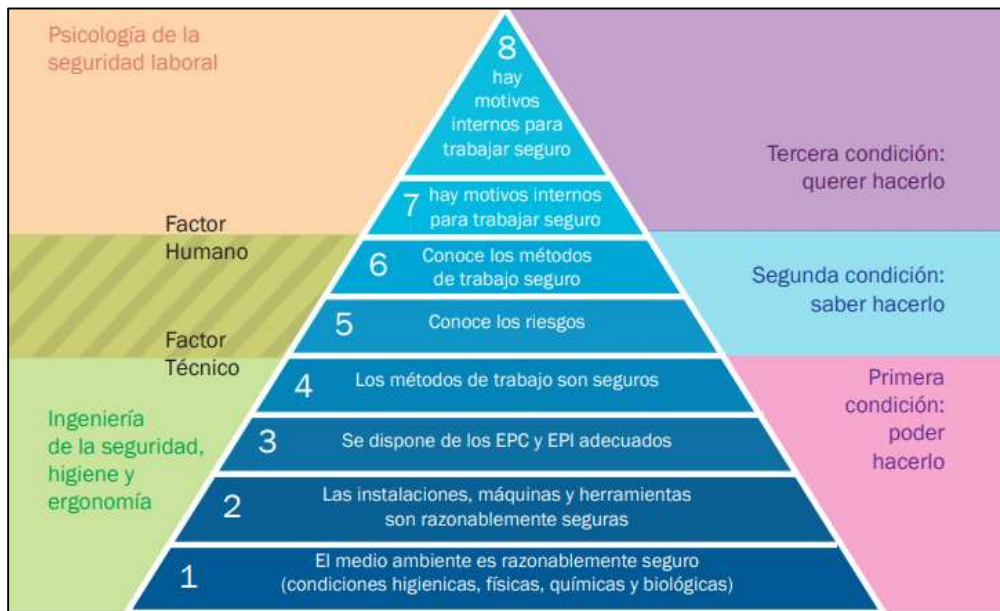 Psicología de la
seguridad laboral
Factor
Humano
Factor
Técnico
Ingeniería
de la seguridad,
higiene y
ergonomía
8
hay
motivos
internos para
trabajar seguro
7
hay motivos internos
para trabajar seguro
6
Conoce los métodos
de trabajo seguro
5
Conoce los riesgos
4
Los métodos de trabajo son seguros
3
Se dispone de los EPC y EPI adecuados
2
Las instalaciones, máquinas y herramientas
son razonablemente seguras
1
El medio ambiente es razonablemente seguro
(condiciones higienicas, físicas, químicas y biológicas)
Tercera condición:
querer hacerlo
Segunda condición:
saber hacerlo
Primera
condición:
poder
hacerlo